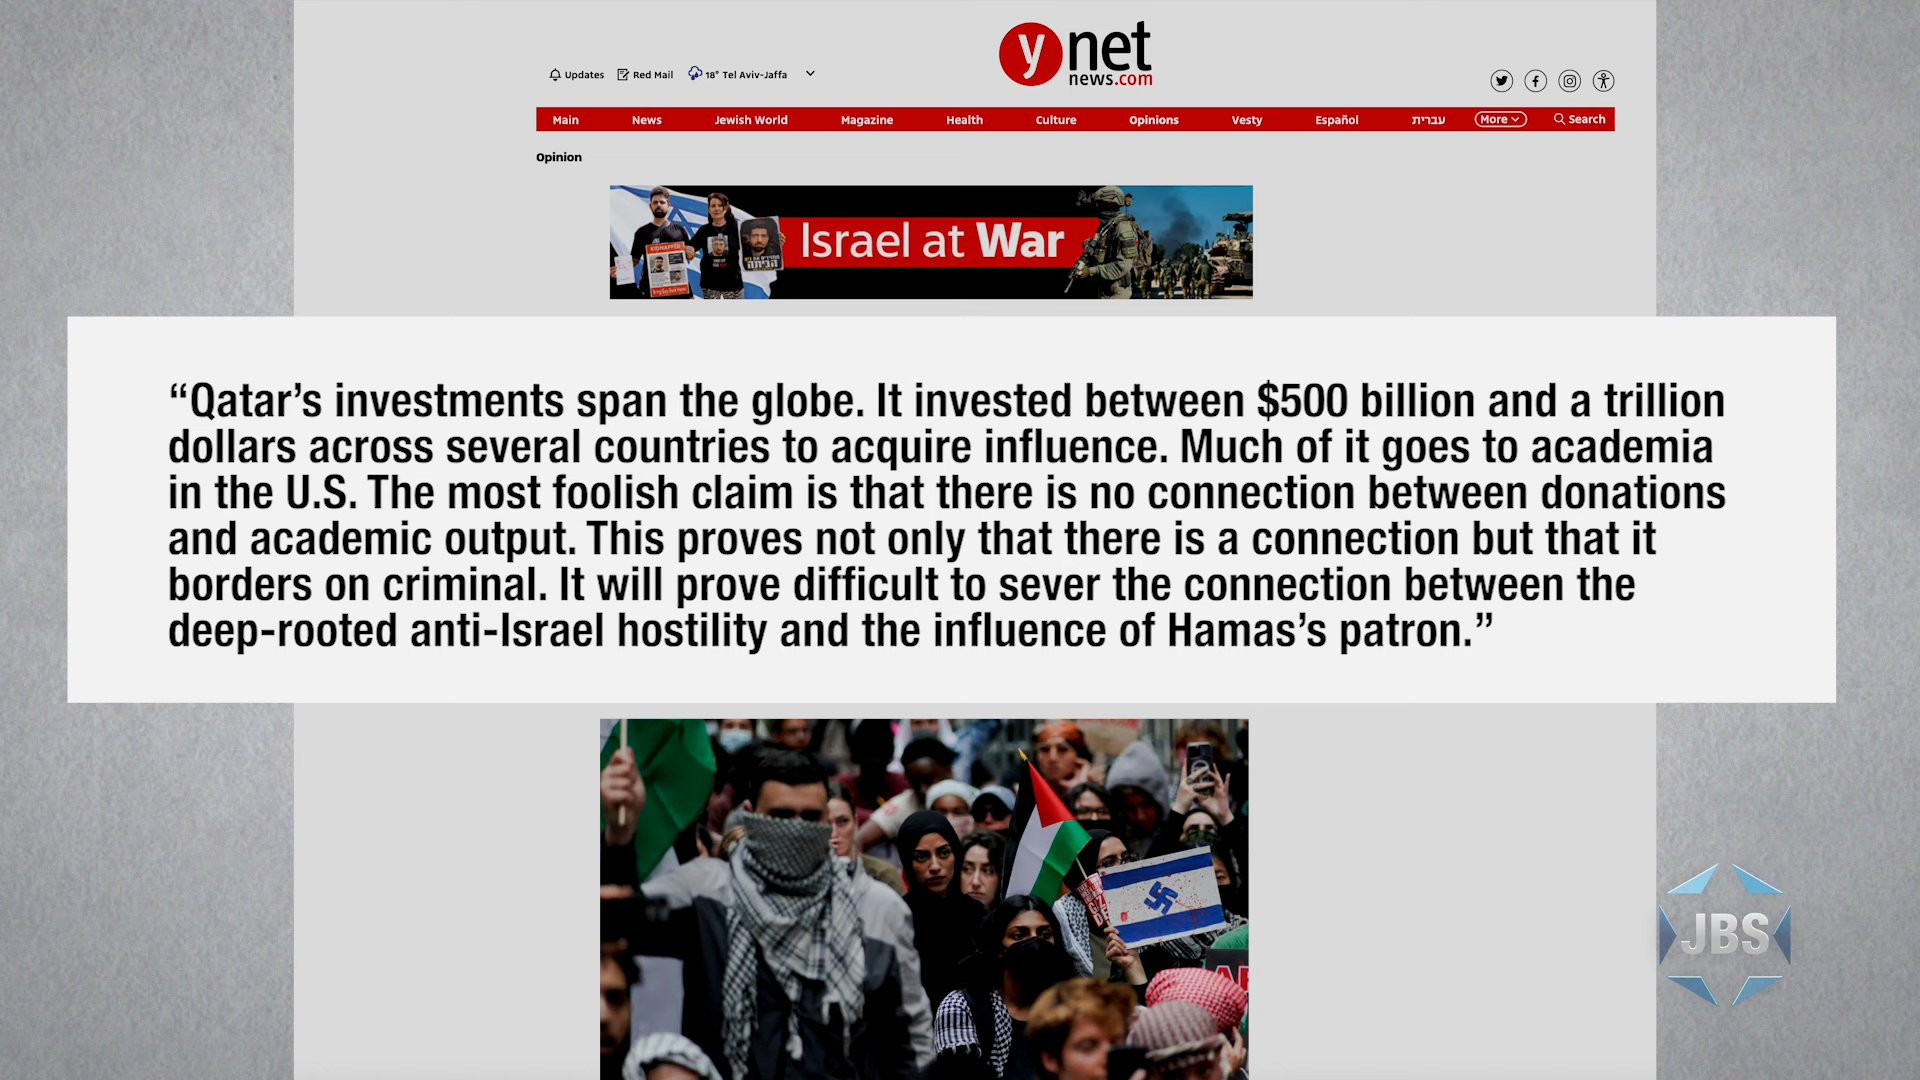 ynet
news.com
Updates Red Mail 18° Tel Aviv-Jaffa
Main News Jewish World Magazine Health Culture Opinions Vesty Español עברית More Search
Opinion
KIDNAPPED
Israel at War
“Qatar’s investments span the globe. It invested between $500 billion and a trillion
dollars across several countries to acquire influence. Much of it goes to academia
in the U.S. The most foolish claim is that there is no connection between donations
and academic output. This proves not only that there is a connection but that it
borders on criminal. It will prove difficult to sever the connection between the
deep-rooted anti-Israel hostility and the influence of Hamas’s patron.”
JBS